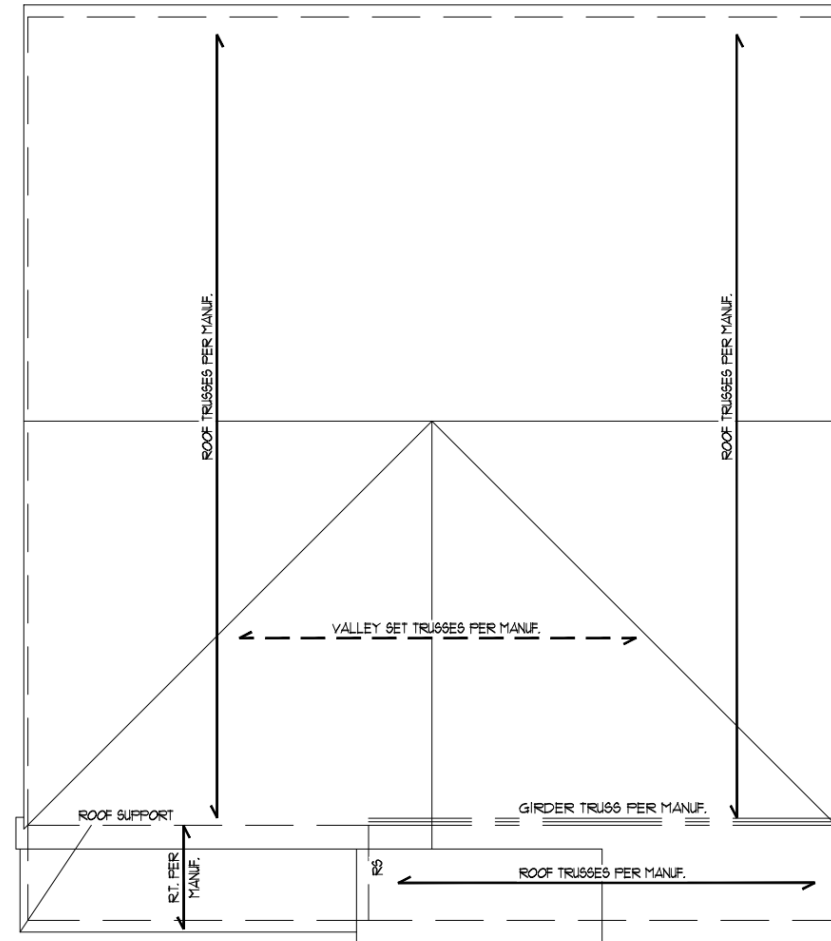 ROOF TRUSSES PER MANUF.
ROOF TRUSSES PER MANUF.
VALLEY SET TRUSSES PER MANUF.
GIRDER TRUSS PER MANUF.
ROOF SUPPORT
R.T. PER
MANUF.
RS
ROOF TRUSSES PER MANUF.